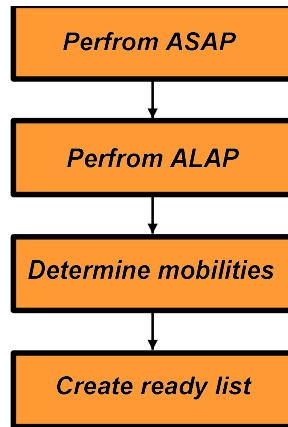 Perfrom ASAP
Perfrom ALAP
Determine mobilities
Create ready list